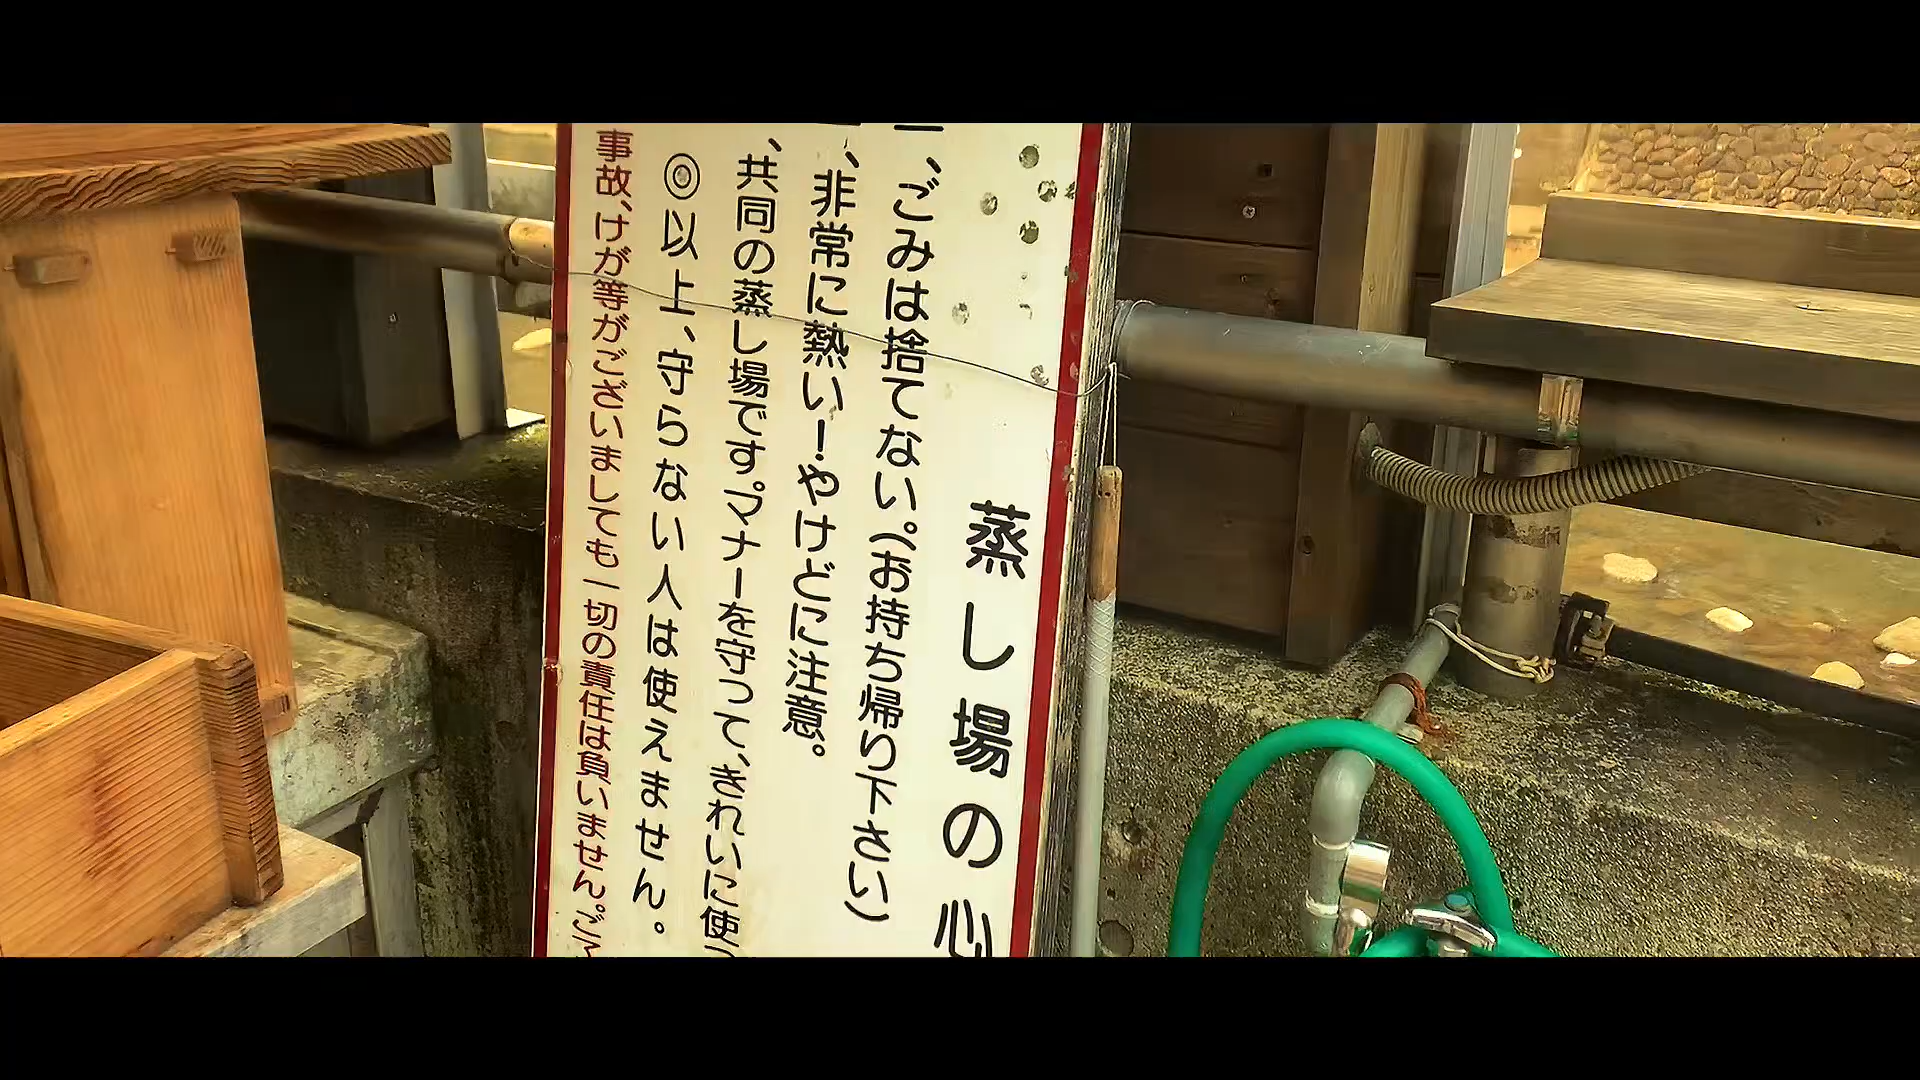 蒸し場の心
一、ごみは捨てない。(お持ち帰り下さい)
、非常に熱い!やけどに注意。
、共同の蒸し場です。マナーを守って、きれいに使う
◎以上、守らない人は使えません。
事故、けが等がございましても一切の責任は負いません。ご